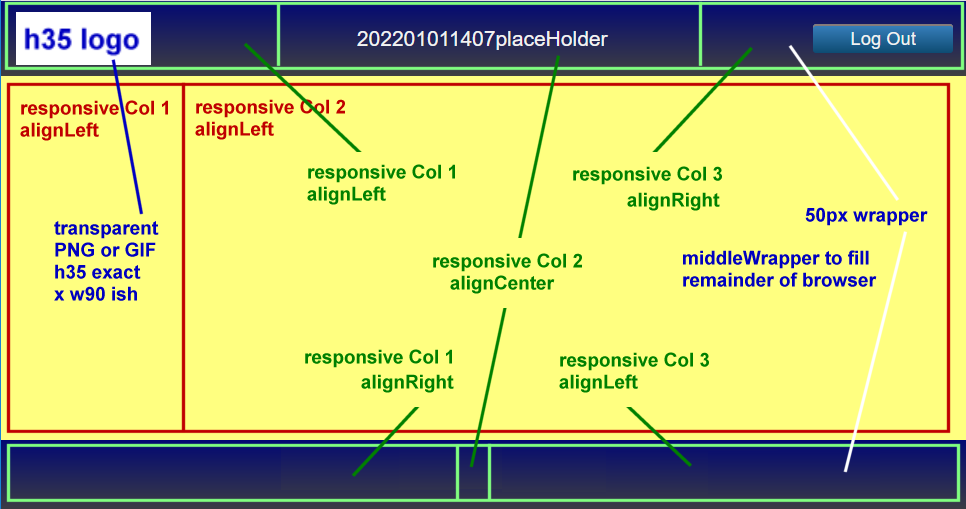 h35 logo
202201011407placeHolder
Log Out
responsive Col 1
alignLeft
responsive Col 2
alignLeft
responsive Col 1
alignLeft
responsive Col 3
alignRight
transparent
PNG or GIF
h35 exact
x w90 ish
50px wrapper
responsive Col 2
alignCenter
middleWrapper to fill
remainder of browser
responsive Col 1
alignRight
responsive Col 3
alignLeft